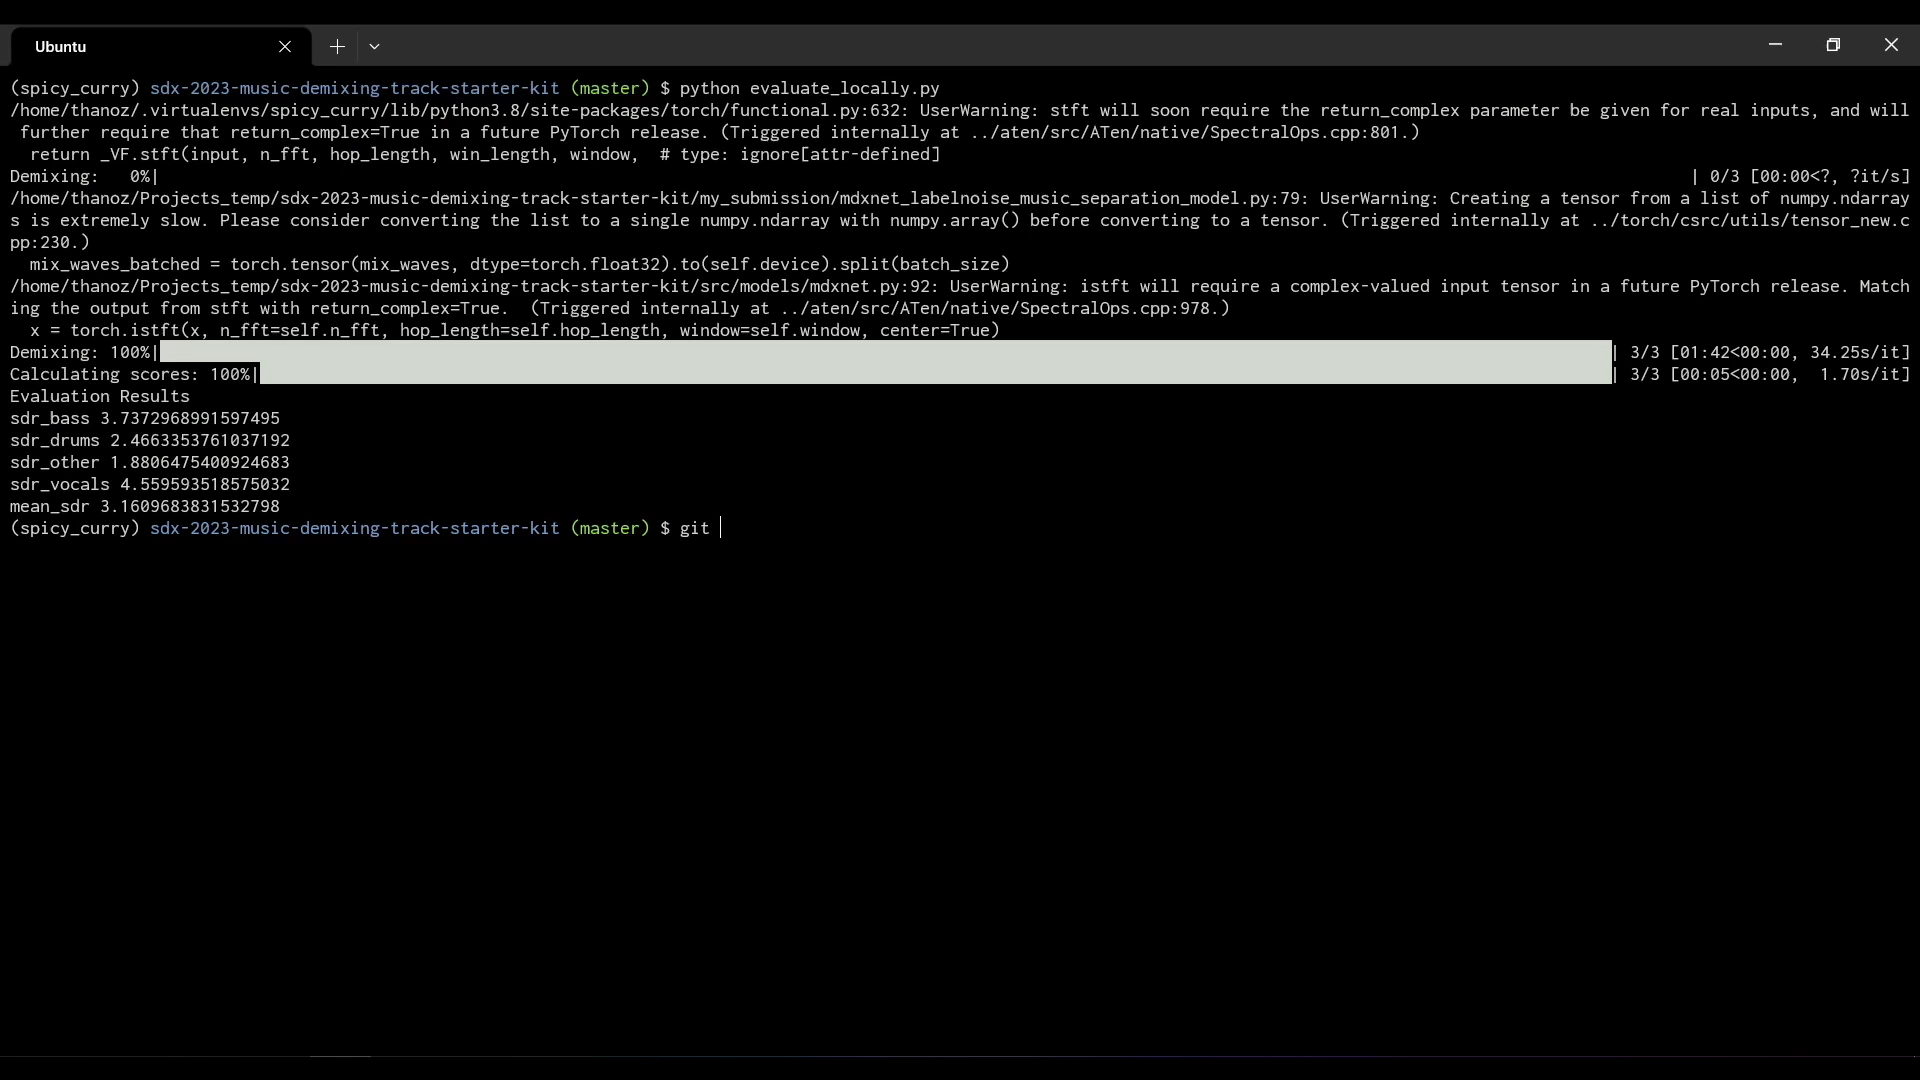 Ubuntu
(spicy_curry) sdx-2023-music-demixing-track-starter-kit (master) $ python evaluate_locally.py
/home/thanoz/.virtualenvs/spicy_curry/lib/python3.8/site-packages/torch/functional.py:632: UserWarning: stft will soon require the return_complex parameter be given for real inputs, and will
 further require that return_complex=True in a future PyTorch release. (Triggered internally at ../aten/src/ATen/native/SpectralOps.cpp:801.)
  return _VF.stft(input, n_fft, hop_length, win_length, window,  # type: ignore[attr-defined]
Demixing:   0%| | 0/3 [00:00<?, ?it/s]
/home/thanoz/Projects_temp/sdx-2023-music-demixing-track-starter-kit/my_submission/mdxnet_labelnoise_music_separation_model.py:79: UserWarning: Creating a tensor from a list of numpy.ndarray
s is extremely slow. Please consider converting the list to a single numpy.ndarray with numpy.array() before converting to a tensor. (Triggered internally at ../torch/csrc/utils/tensor_new.c
pp:230.)
  mix_waves_batched = torch.tensor(mix_waves, dtype=torch.float32).to(self.device).split(batch_size)
/home/thanoz/Projects_temp/sdx-2023-music-demixing-track-starter-kit/src/models/mdxnet.py:92: UserWarning: istft will require a complex-valued input tensor in a future PyTorch release. Match
ing the output from stft with return_complex=True.  (Triggered internally at ../aten/src/ATen/native/SpectralOps.cpp:978.)
  x = torch.istft(x, n_fft=self.n_fft, hop_length=self.hop_length, window=self.window, center=True)
Demixing: 100%| | 3/3 [01:42<00:00, 34.25s/it]
Calculating scores: 100%| | 3/3 [00:05<00:00,  1.70s/it]
Evaluation Results
sdr_bass 3.7372968991597495
sdr_drums 2.4663353761037192
sdr_other 1.8806475400924683
sdr_vocals 4.559593518575032
mean_sdr 3.1609683831532798
(spicy_curry) sdx-2023-music-demixing-track-starter-kit (master) $ git